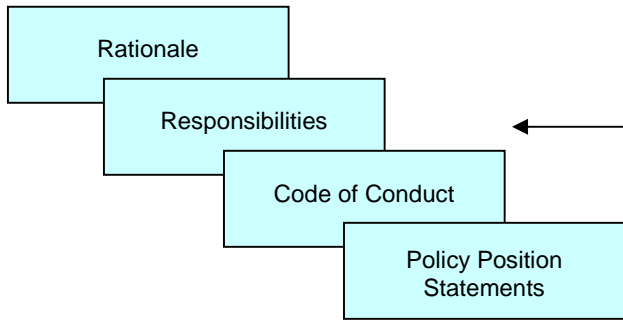 Rationale
Responsibilities
Code of Conduct
Policy Position
Statements